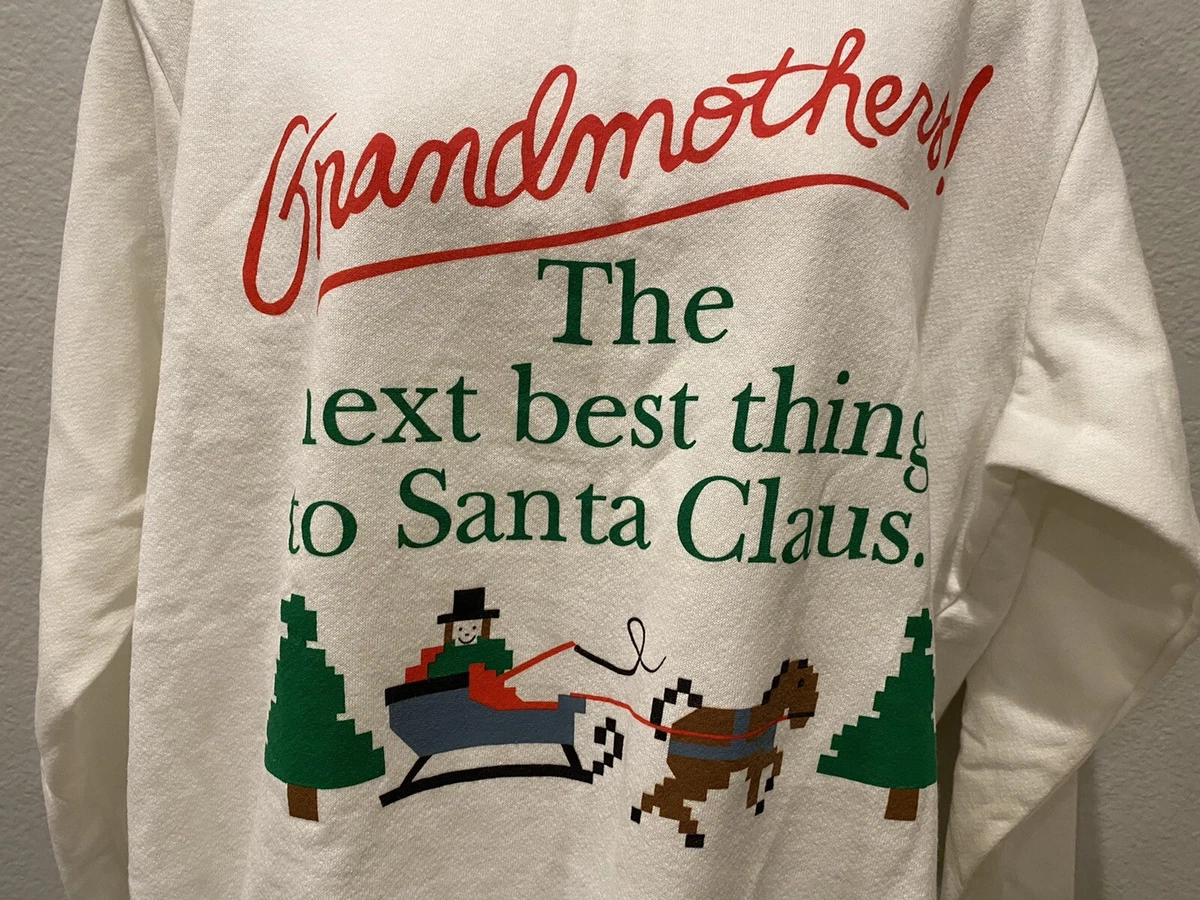 Grandmothers!
The
next best thing
to Santa Claus.